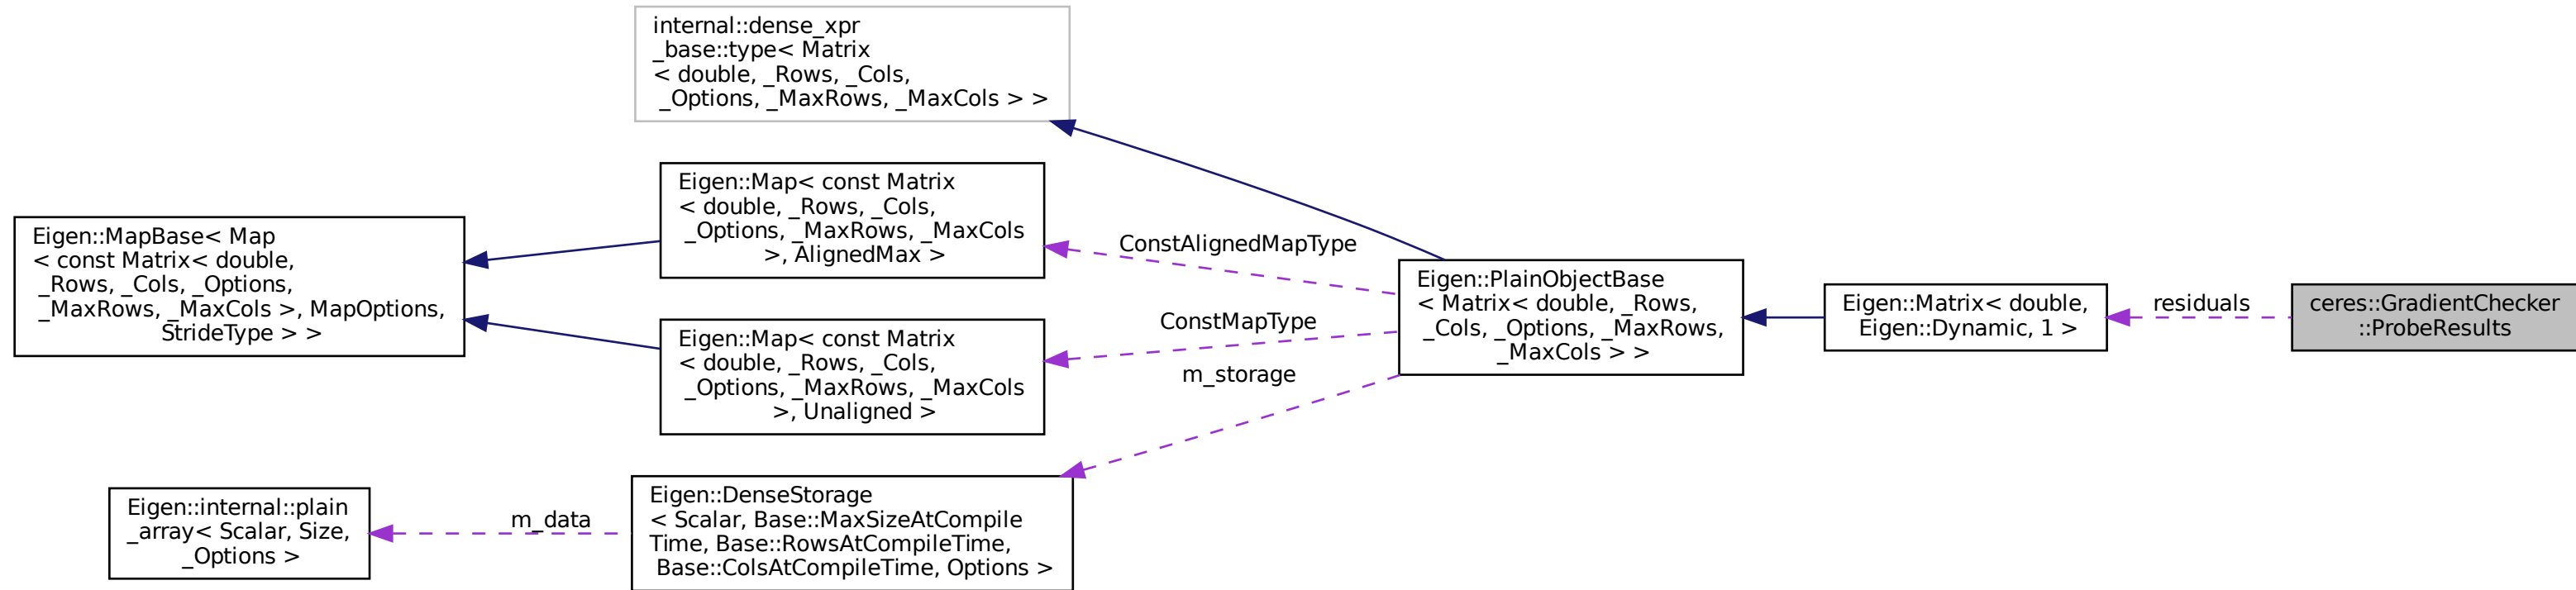 internal::dense_xpr
_base::type< Matrix
< double, _Rows, _Cols,
_Options, _MaxRows, _MaxCols > >
Eigen::Map< const Matrix
< double, _Rows, _Cols,
_Options, _MaxRows, _MaxCols
>, AlignedMax >
Eigen::MapBase< Map
< const Matrix< double,
_Rows, _Cols, _Options,
_MaxRows, _MaxCols >, MapOptions,
StrideType > >
Eigen::Map< const Matrix
< double, _Rows, _Cols,
_Options, _MaxRows, _MaxCols
>, Unaligned >
ConstAlignedMapType
ConstMapType
m_storage
Eigen::PlainObjectBase
< Matrix< double, _Rows,
_Cols, _Options, _MaxRows,
_MaxCols > >
Eigen::Matrix< double,
Eigen::Dynamic, 1 >
residuals
ceres::GradientChecker
::ProbeResults
Eigen::internal::plain
_array< Scalar, Size,
_Options >
m_data
Eigen::DenseStorage
< Scalar, Base::MaxSizeAtCompile
Time, Base::RowsAtCompileTime,
Base::ColsAtCompileTime, Options >